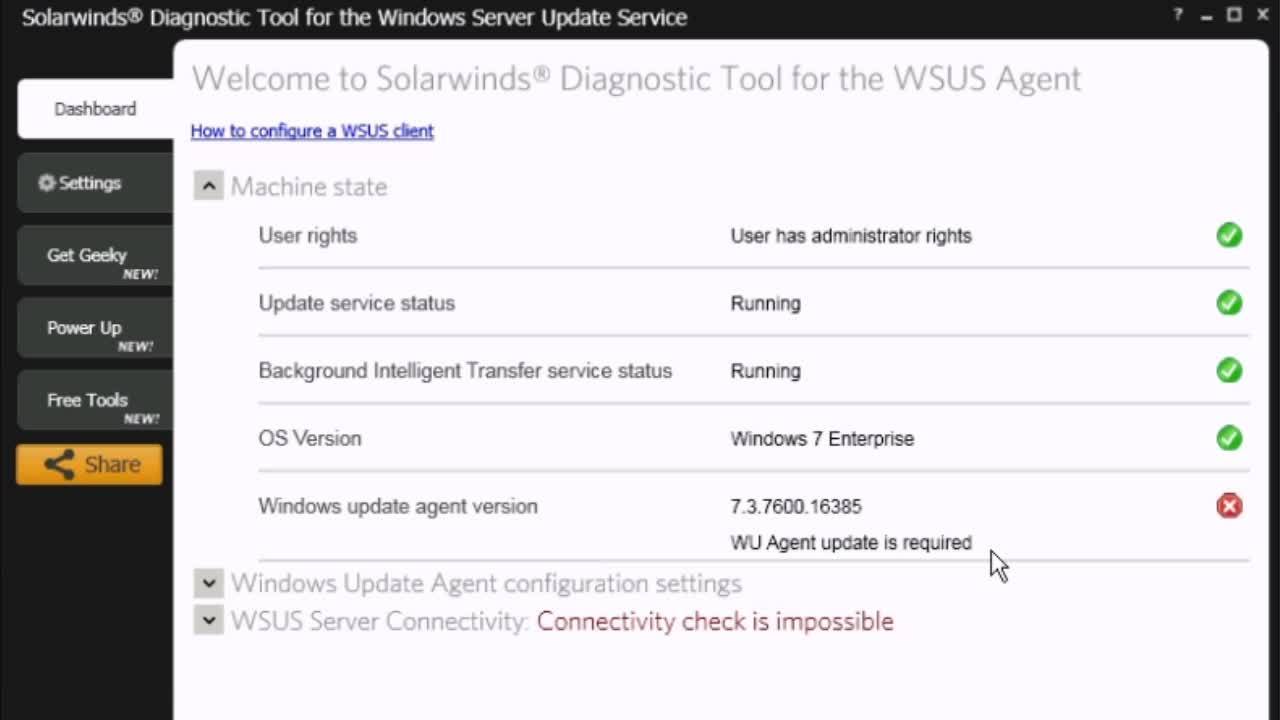 Solarwinds® Diagnostic Tool for the Windows Server Update Service
Welcome to Solarwinds® Diagnostic Tool for the WSUS Agent
Dashboard
How to configure a WSUS client
Settings
Machine state
User rights User has administrator rights
Get Geeky
NEW!
Update service status Running
Power Up
NEW!
Background Intelligent Transfer service status Running
Free Tools
NEW!
OS Version Windows 7 Enterprise
Share
Windows update agent version 7.3.7600.16385
WU Agent update is required
Windows Update Agent configuration settings
WSUS Server Connectivity: Connectivity check is impossible